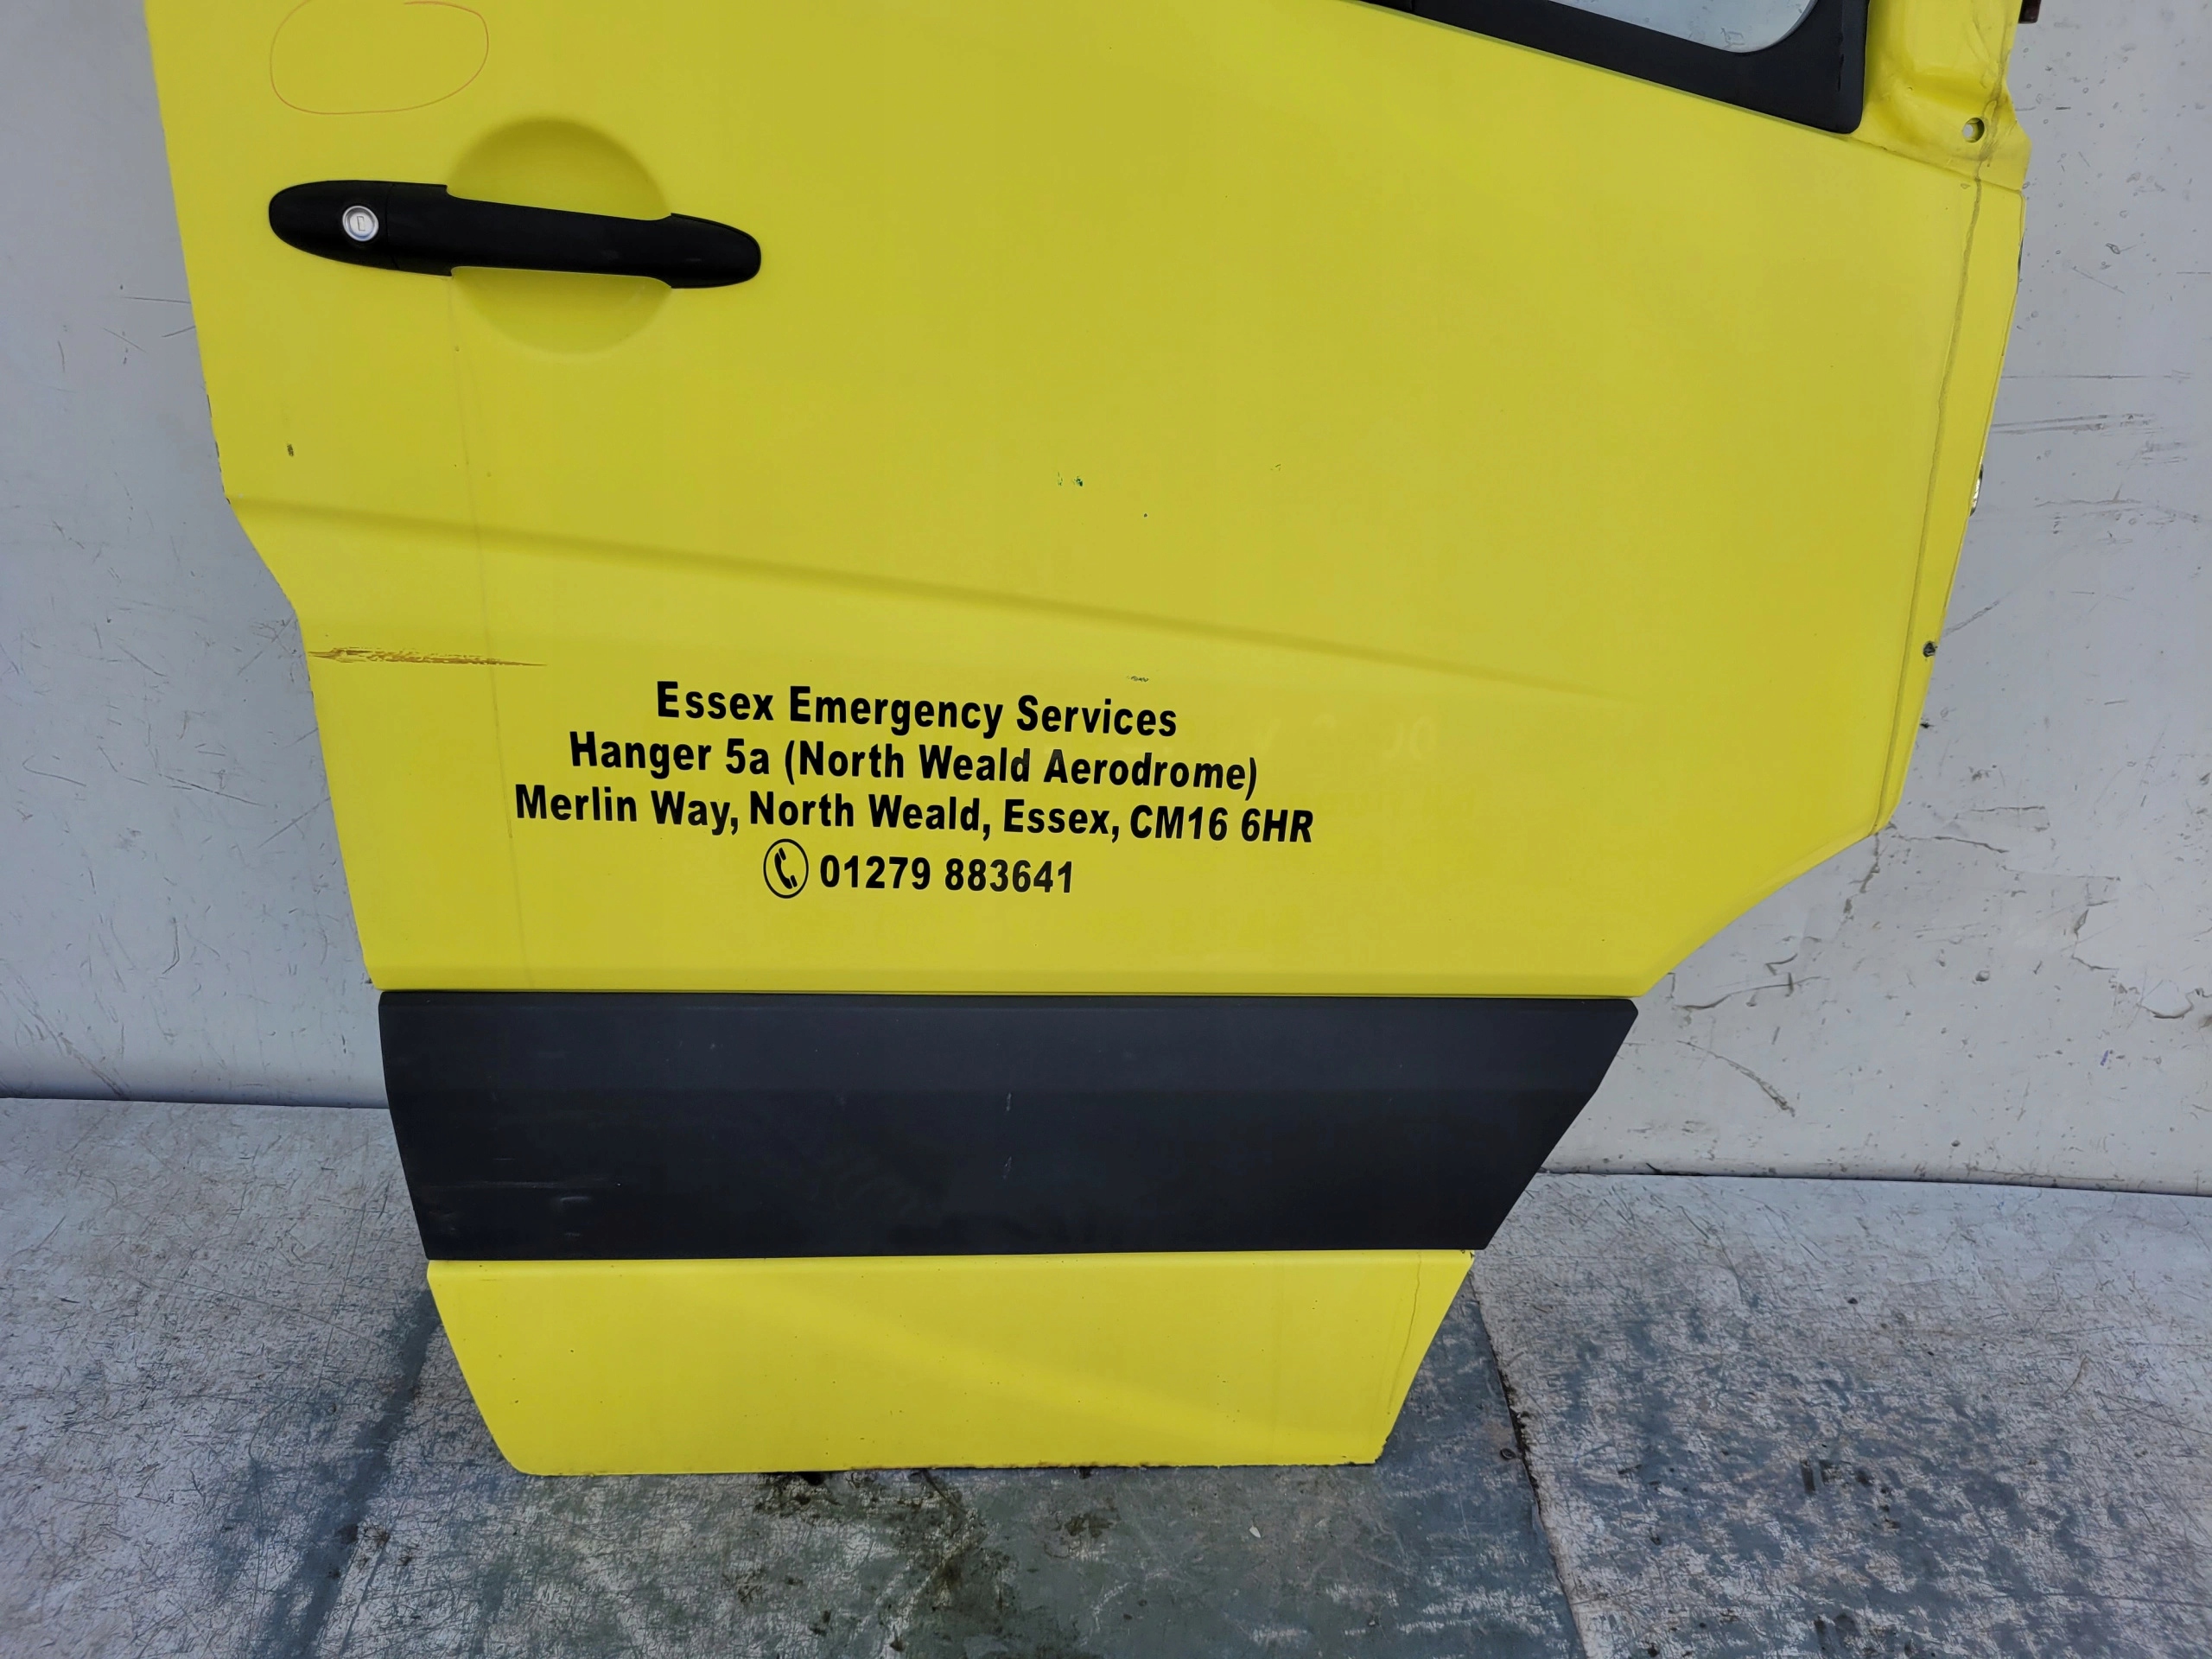 Essex Emergency Services
Hanger 5a (North Weald Aerodrome)
Merlin Way, North Weald, Essex, CM16 6HR
01279 883641